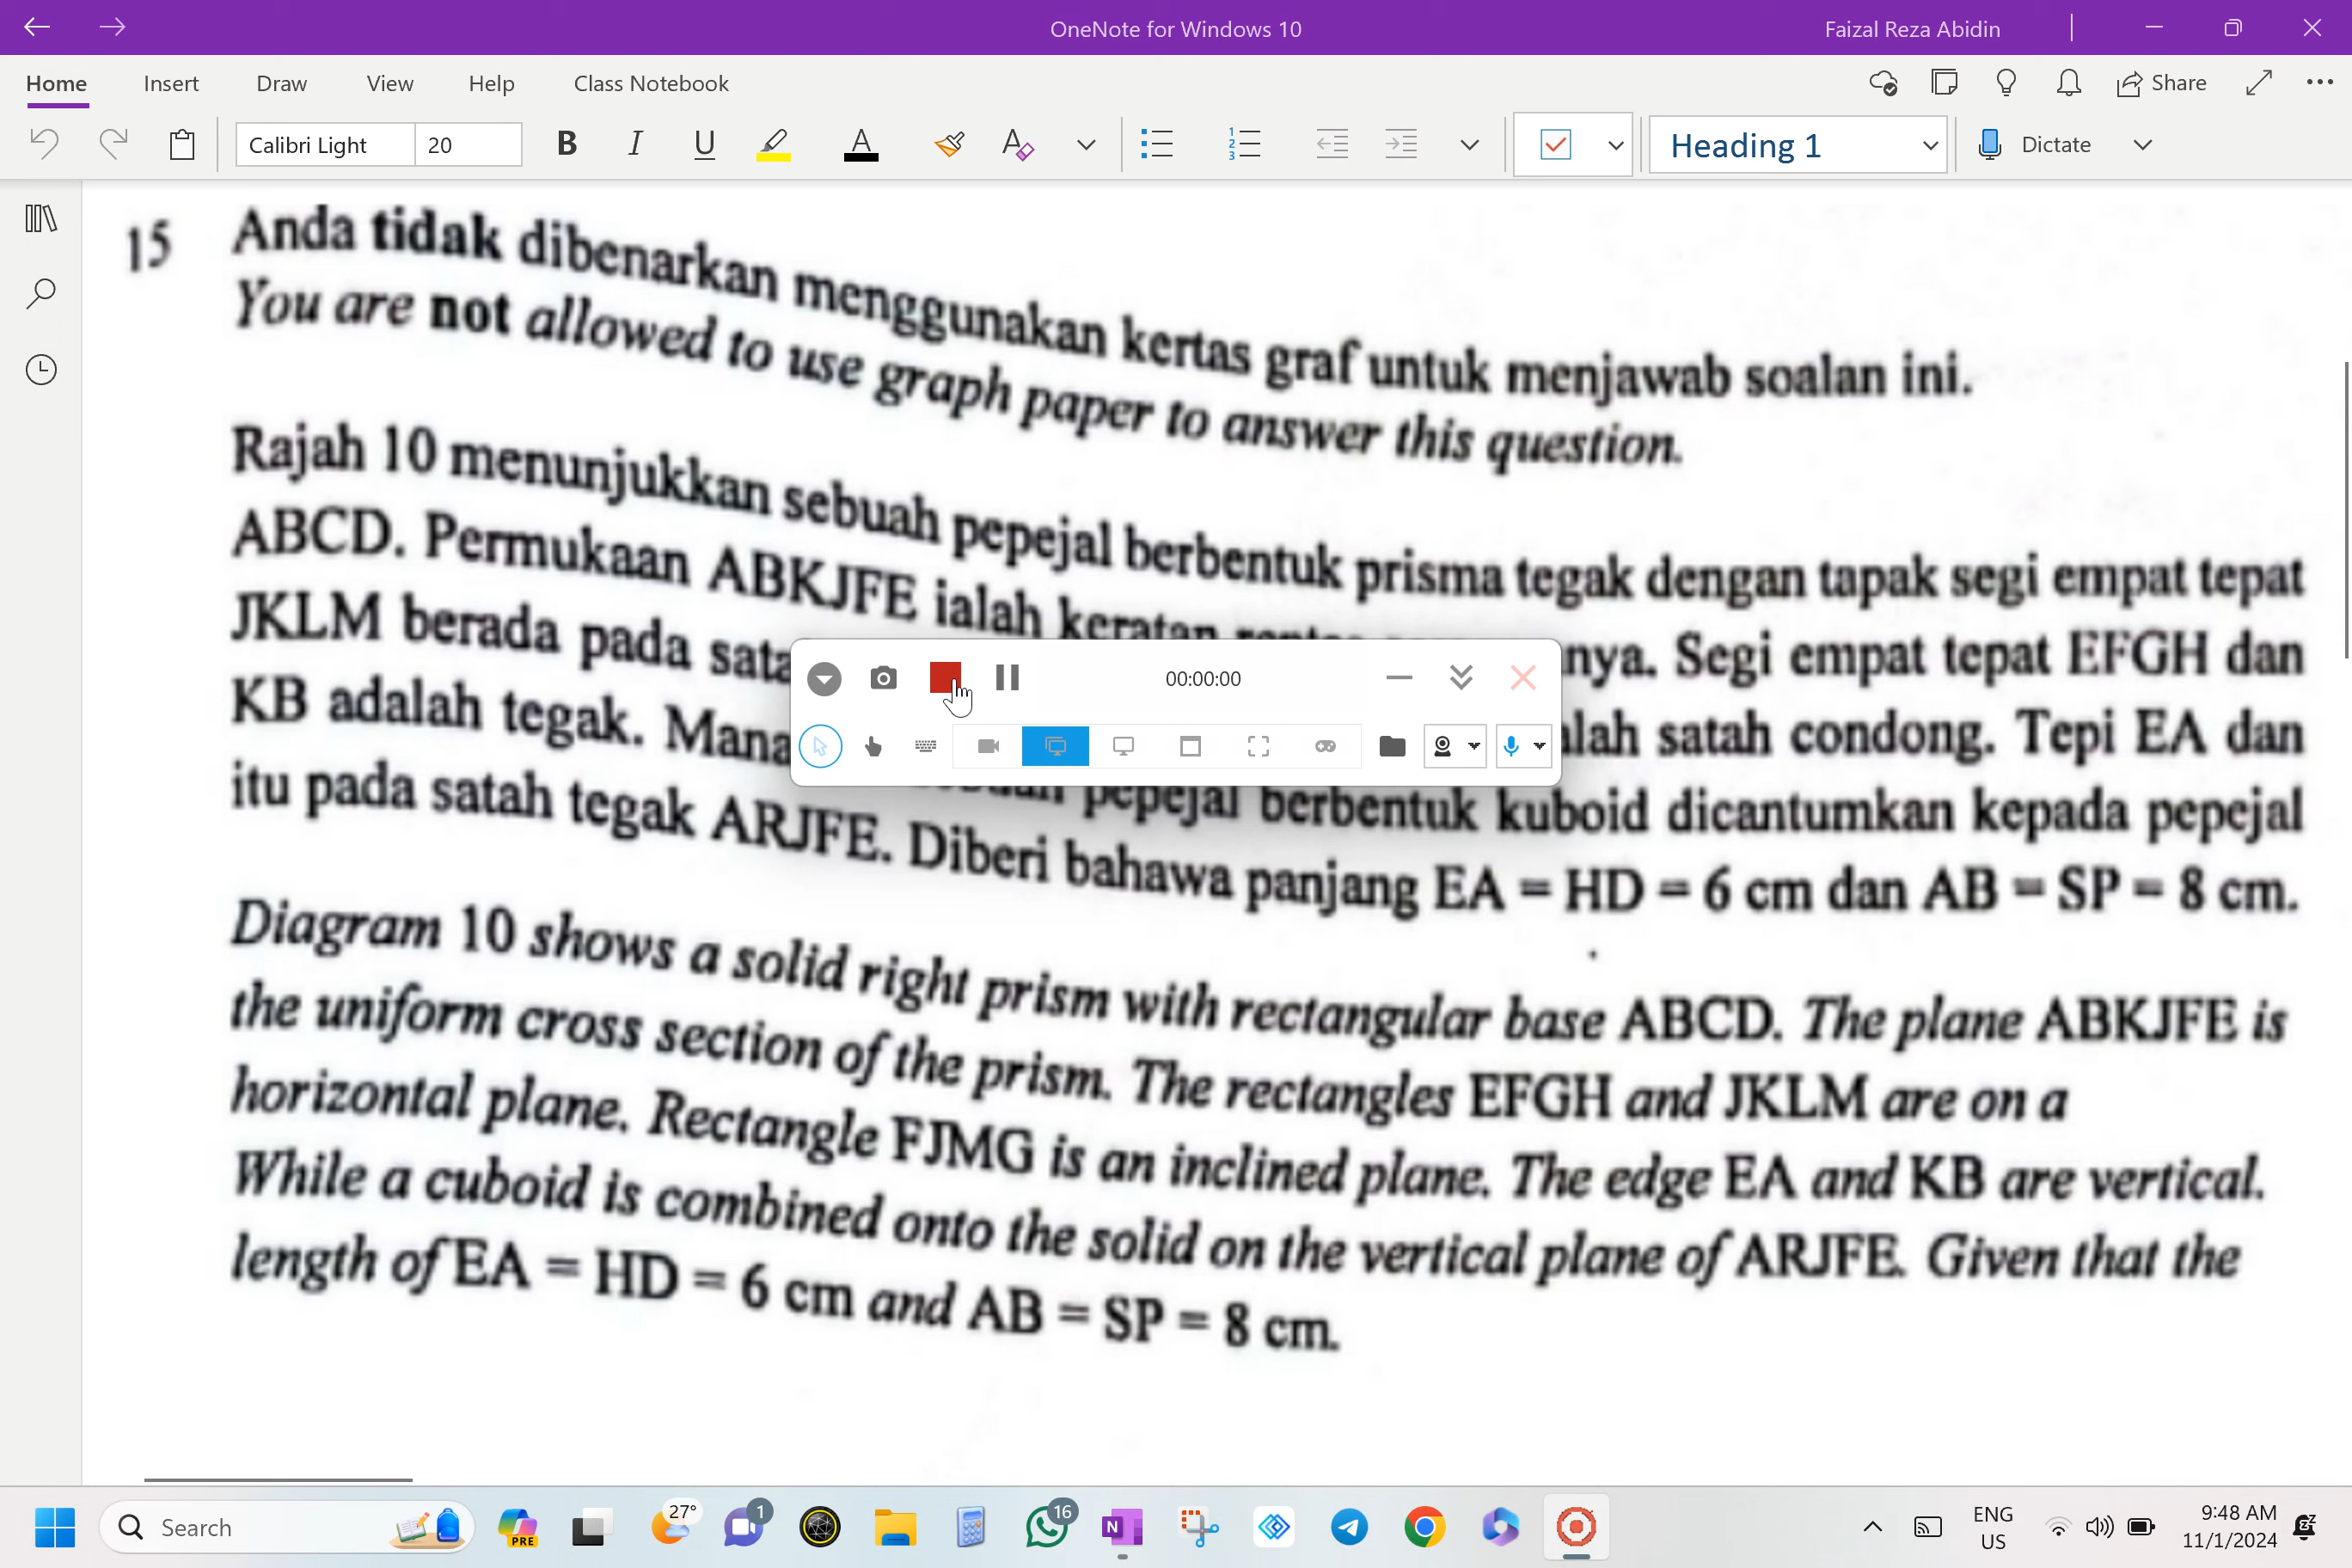 OneNote for Windows 10
Faizal Reza Abidin
Home Insert Draw View Help Class Notebook
Share
Calibri Light 20 B I U A A
Heading 1
Dictate
15 Anda tidak dibenarkan menggunakan kertas graf untuk menjawab soalan ini.
You are not allowed to use graph paper to answer this question.
Rajah 10 menunjukkan sebuah pepejal berbentuk prisma tegak dengan tapak segi empat tepat
ABCD. Permukaan ABKJFE ialah keratan nya. Segi empat tepat EFGH dan
JKLM berada pada sata lah satah condong. Tepi EA dan
KB adalah tegak. Mana pepejal berbentuk kuboid dicantumkan kepada pepejal
itu pada satah tegak ARJFE. Diberi bahawa panjang EA = HD = 6 cm dan AB = SP = 8 cm.
00:00:00
Diagram 10 shows a solid right prism with rectangular base ABCD. The plane ABKJFE is
the uniform cross section of the prism. The rectangles EFGH and JKLM are on a
horizontal plane. Rectangle FJMG is an inclined plane. The edge EA and KB are vertical.
While a cuboid is combined onto the solid on the vertical plane of ARJFE. Given that the
length of EA = HD = 6 cm and AB = SP = 8 cm.
Search
PRE
27°
1
16
ENG
US
9:48 AM
11/1/2024